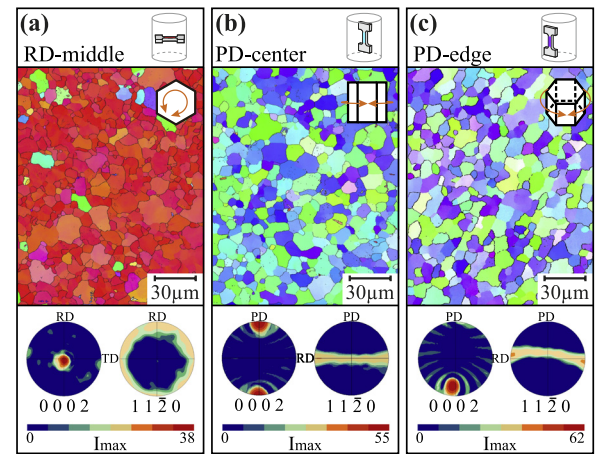 (a)
RD-middle
(b)
PD-center
(c)
PD-edge
30μm
30μm
30μm
RD
RD
TD
0 0 0 2
1 1 2̄ 0
0
Imax
38
PD
PD
RD
0 0 0 2
1 1 2̄ 0
0
Imax
55
PD
PD
RD
0 0 0 2
1 1 2̄ 0
0
Imax
62